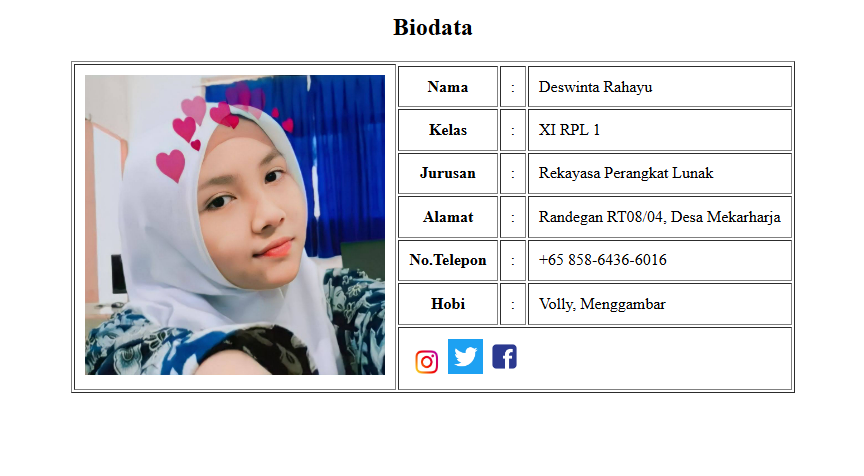 Biodata
Nama : Deswinta Rahayu
Kelas : XI RPL 1
Jurusan : Rekayasa Perangkat Lunak
Alamat : Randegan RT08/04, Desa Mekarharja
No.Telepon : +65 858-6436-6016
Hobi : Volly, Menggambar